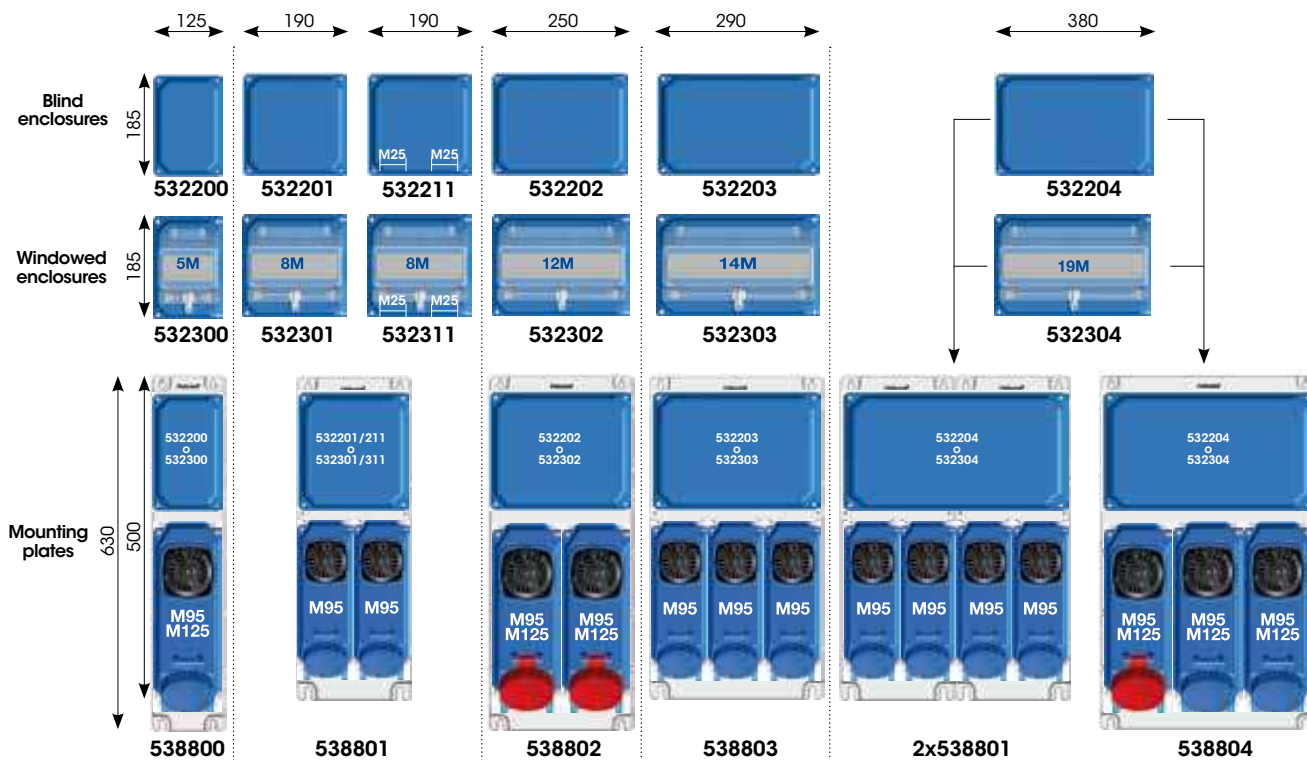 125
190
190
250
290
380
Blind
enclosures
185
M25
M25
532200
532201
532211
532202
532203
532204
Windowed
enclosures
185
5M
8M
8M
12M
14M
19M
M25
M25
532300
532301
532311
532302
532303
532304
Mounting
plates
630
500
532200
o
532300
532201/211
o
532301/311
532202
o
532302
532203
o
532303
532204
o
532304
532204
o
532304
M95
M125
M95
M95
M95
M125
M95
M125
M95
M95
M95
M95
M95
M95
M95
M95
M125
M95
M125
M95
M125
538800
538801
538802
538803
2x538801
538804